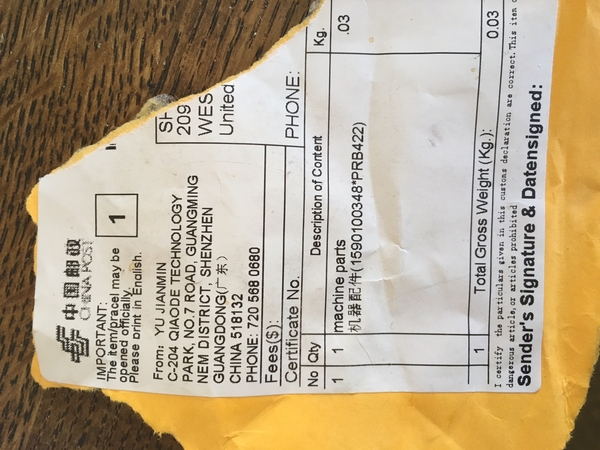 中国邮政
CHINA POST
IMPORTANT:
The item/parcel may be
opened officially.
Please print in English.
1
From: YU JIANMIN
C-204 QIAODE TECHNOLOGY
PARK, NO.7 ROAD, GUANGMING
NEM DISTRICT, SHENZHEN
GUANGDONG(广东)
CHINA 518132
PHONE: 720 568 0680
SH
209
WES
United
PHONE:
Fees($):
Certificate No.
No Qty Description of Content Kg.
1 1 machine parts .03
机器配件(1590100348*PRB422)
1 Total Gross Weight (Kg.): 0.03
I certify the particulars given in this customs declaration are correct. This item
dangerous article, or articles prohibited
Sender's Signature & Datensigned: